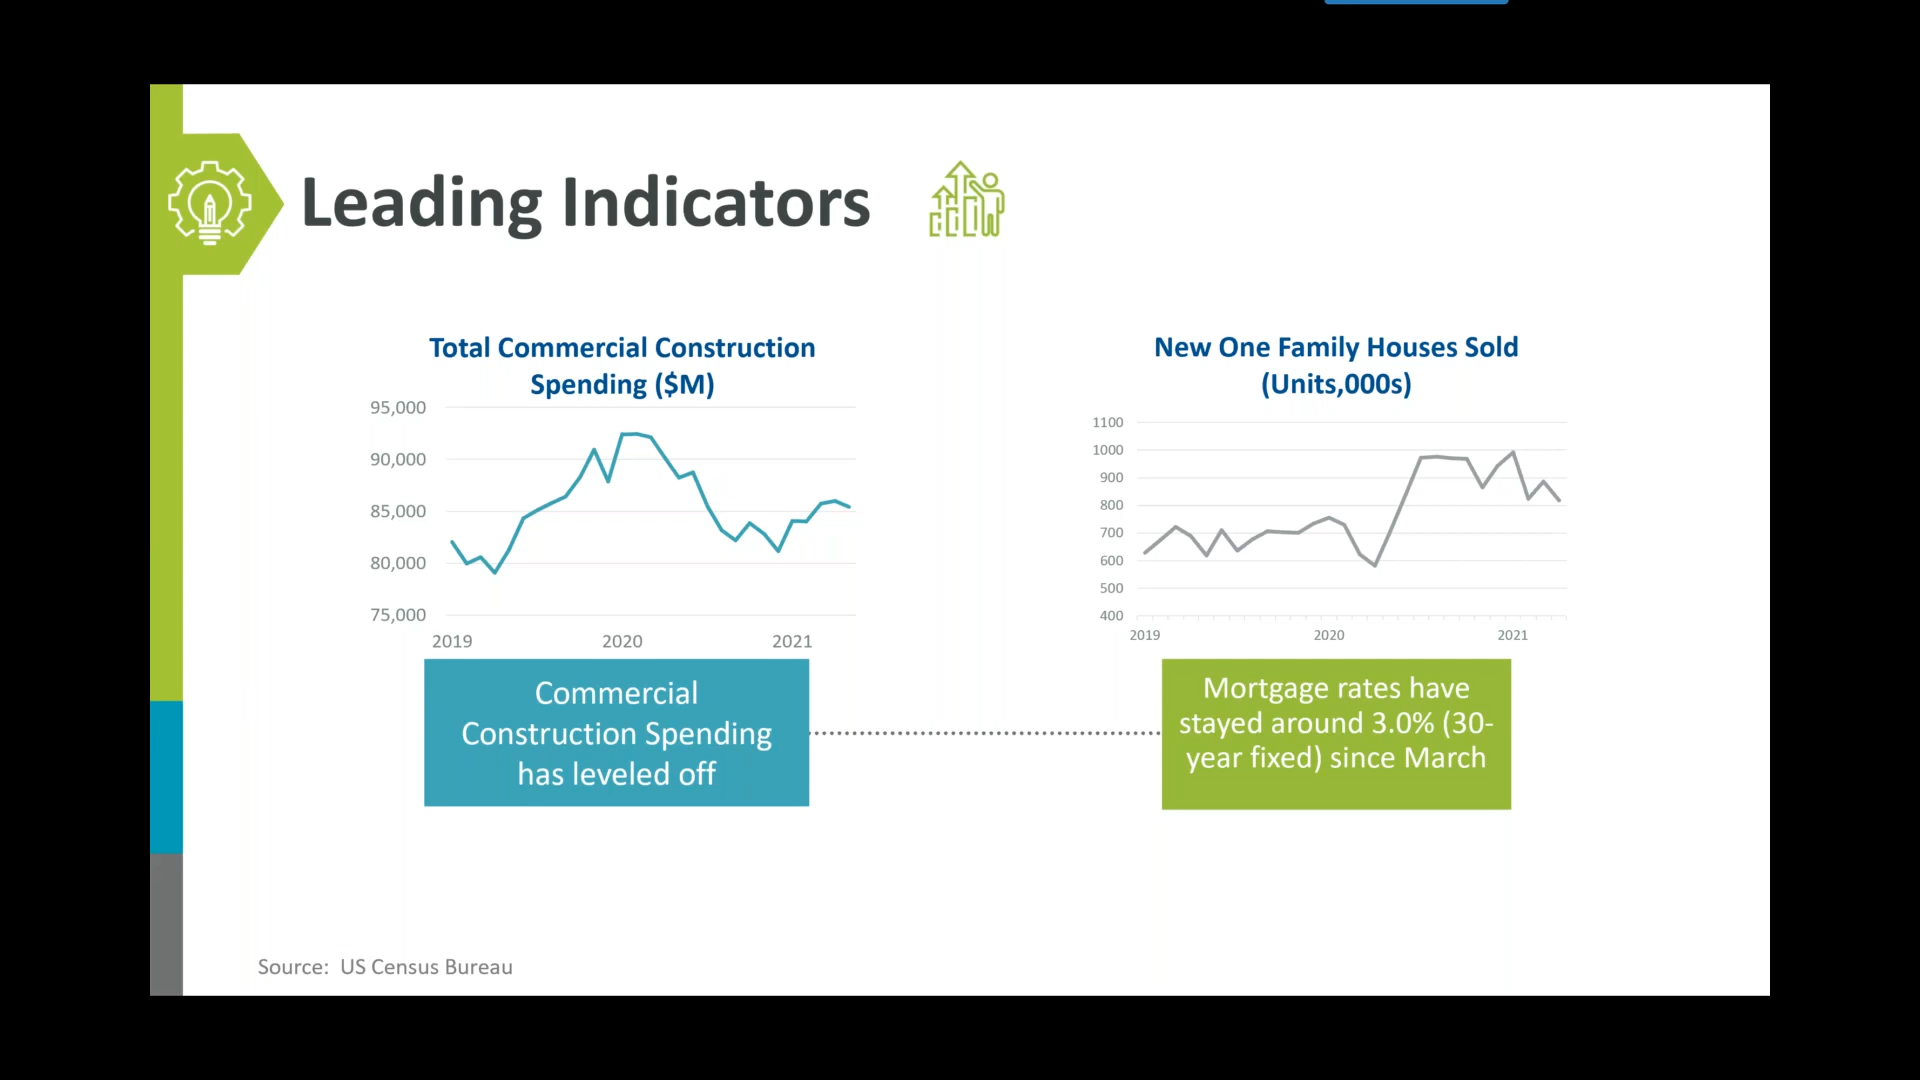 Leading Indicators
Total Commercial Construction
Spending ($M)
95,000
90,000
85,000
80,000
75,000
2019
2020
2021
Commercial
Construction Spending
has leveled off
New One Family Houses Sold
(Units,000s)
1100
1000
900
800
700
600
500
400
2019
2020
2021
Mortgage rates have
stayed around 3.0% (30-
year fixed) since March
Source: US Census Bureau